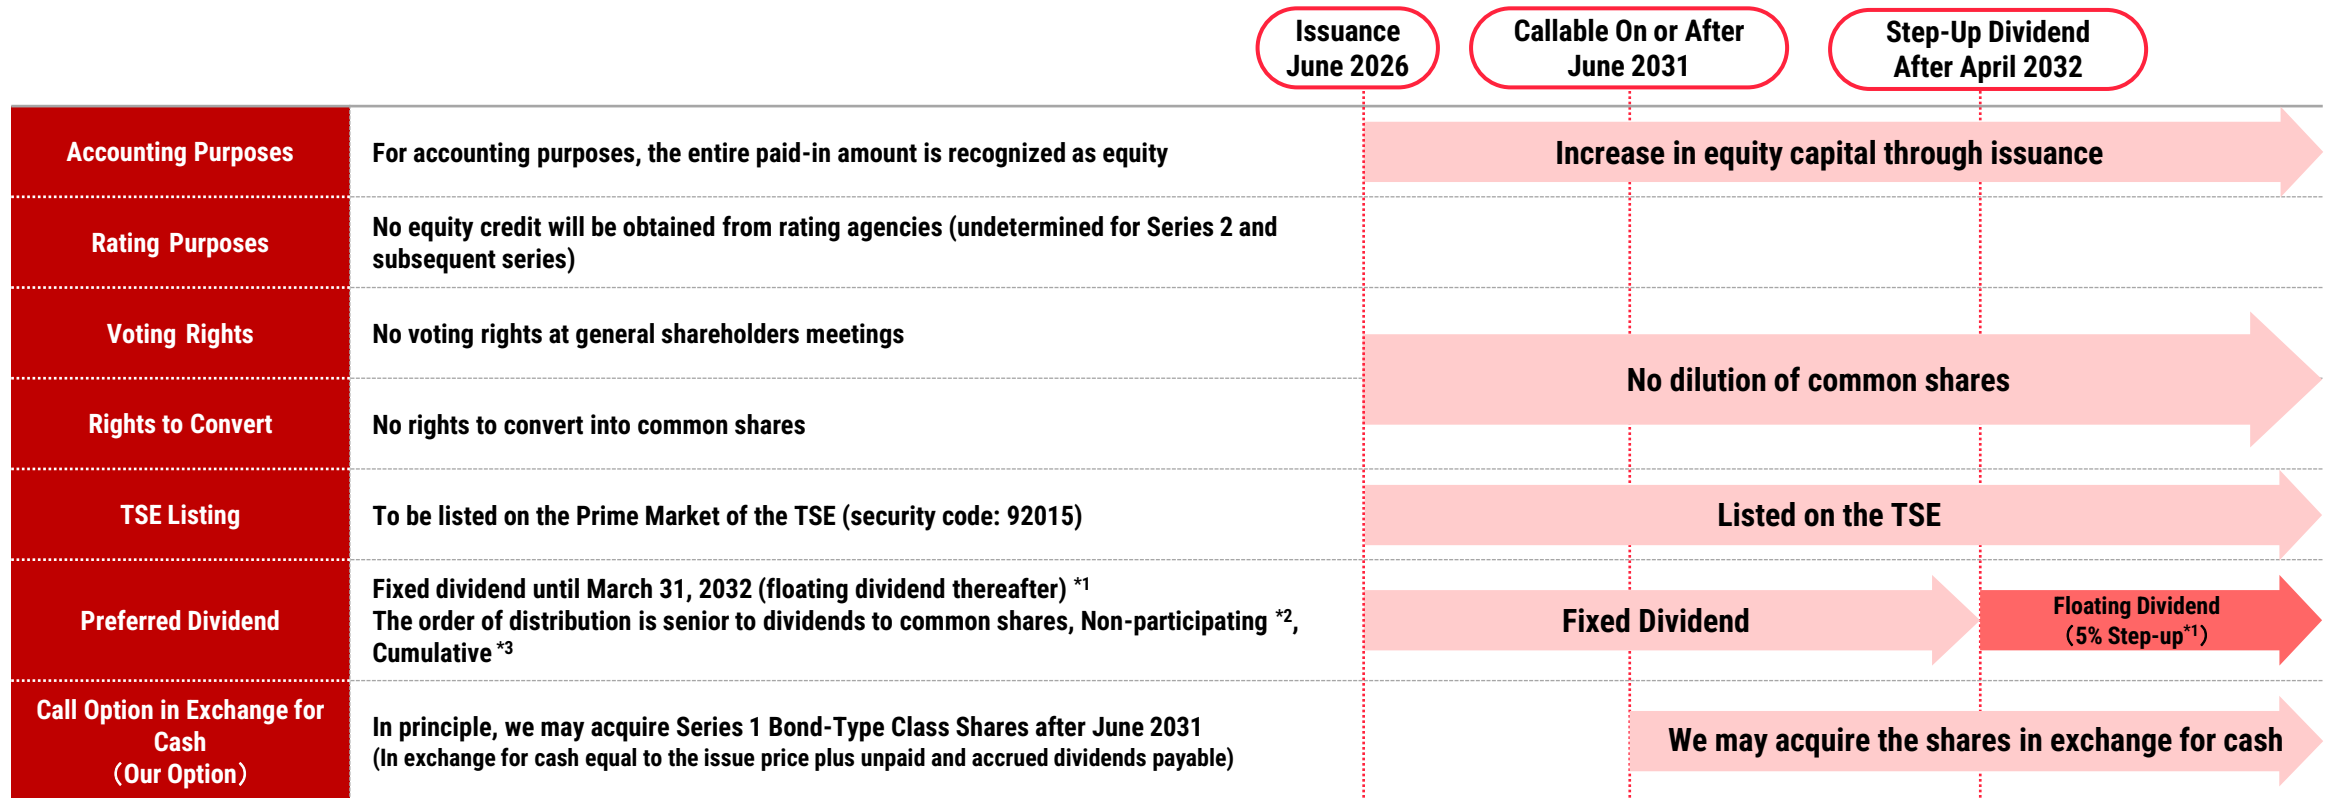 Issuance
June 2026
Callable On or After
June 2031
Step-Up Dividend
After April 2032
Accounting Purposes
For accounting purposes, the entire paid-in amount is recognized as equity
Increase in equity capital through issuance
Rating Purposes
No equity credit will be obtained from rating agencies (undetermined for Series 2 and
subsequent series)
Voting Rights
No voting rights at general shareholders meetings
No dilution of common shares
Rights to Convert
No rights to convert into common shares
TSE Listing
To be listed on the Prime Market of the TSE (security code: 92015)
Listed on the TSE
Preferred Dividend
Fixed dividend until March 31, 2032 (floating dividend thereafter) *1
The order of distribution is senior to dividends to common shares, Non-participating *2,
Cumulative *3
Fixed Dividend
Floating Dividend
（5% Step-up*1）
Call Option in Exchange for
Cash
（Our Option）
In principle, we may acquire Series 1 Bond-Type Class Shares after June 2031
(In exchange for cash equal to the issue price plus unpaid and accrued dividends payable)
We may acquire the shares in exchange for cash